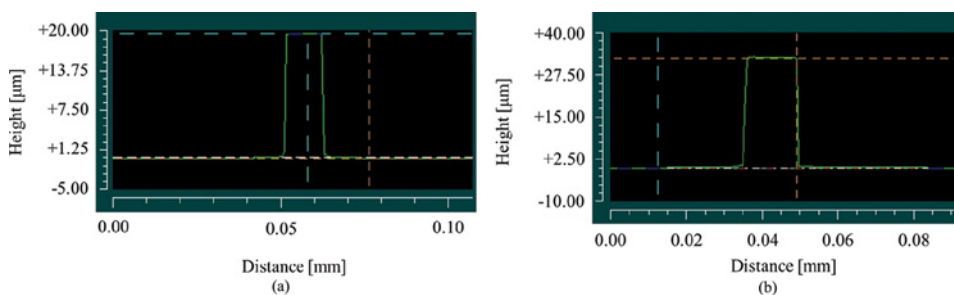 Height [μm]
+20.00
+13.75
+7.50
+1.25
-5.00
0.00 0.05 0.10
Distance [mm]
(a)
Height [μm]
+40.00
+27.50
+15.00
+2.50
-10.00
0.00 0.02 0.04 0.06 0.08
Distance [mm]
(b)